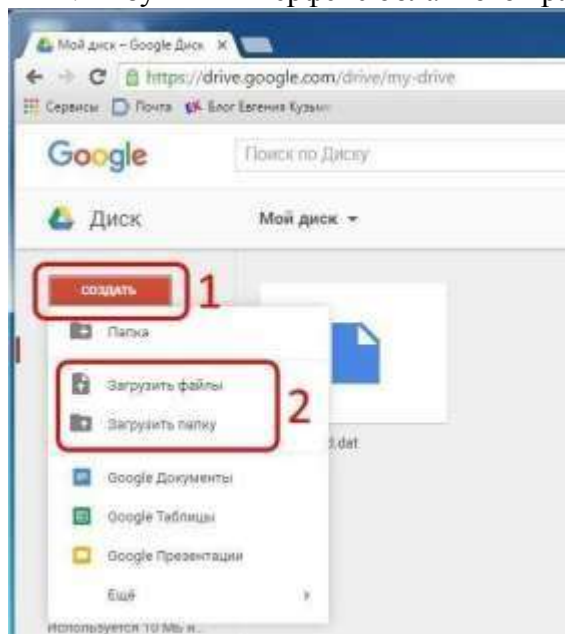 Мой диск – Google Диск
https://drive.google.com/drive/my-drive
Сервисы Почта Блог Евгения Кузьм
Google Поиск по Диску
Диск Мой диск
СОЗДАТЬ 1
Папка
Загрузить файлы
2
Загрузить папку
d.dat
Google Документы
Google Таблицы
Google Презентации
Ещё
Используется 10 МБ и...